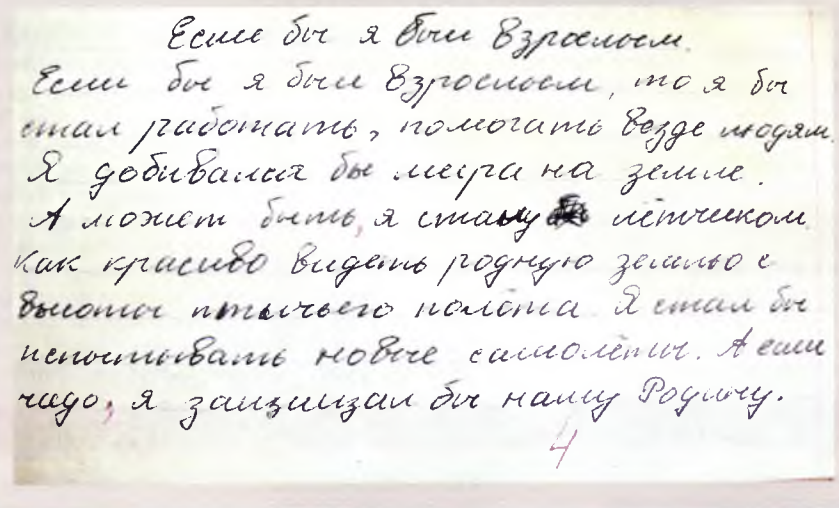 Если бы я был взрослым.
Если бы я был взрослым, то я бы
стал работать, помогать везде людям.
Я добивался бы мира на земле.
А может быть, я стану лётчиком.
Как красиво видеть родную землю с
высоты птичьего полёта. Я стал бы
испытывать новые самолёты. А если
надо, я защищал бы нашу Родину.
4